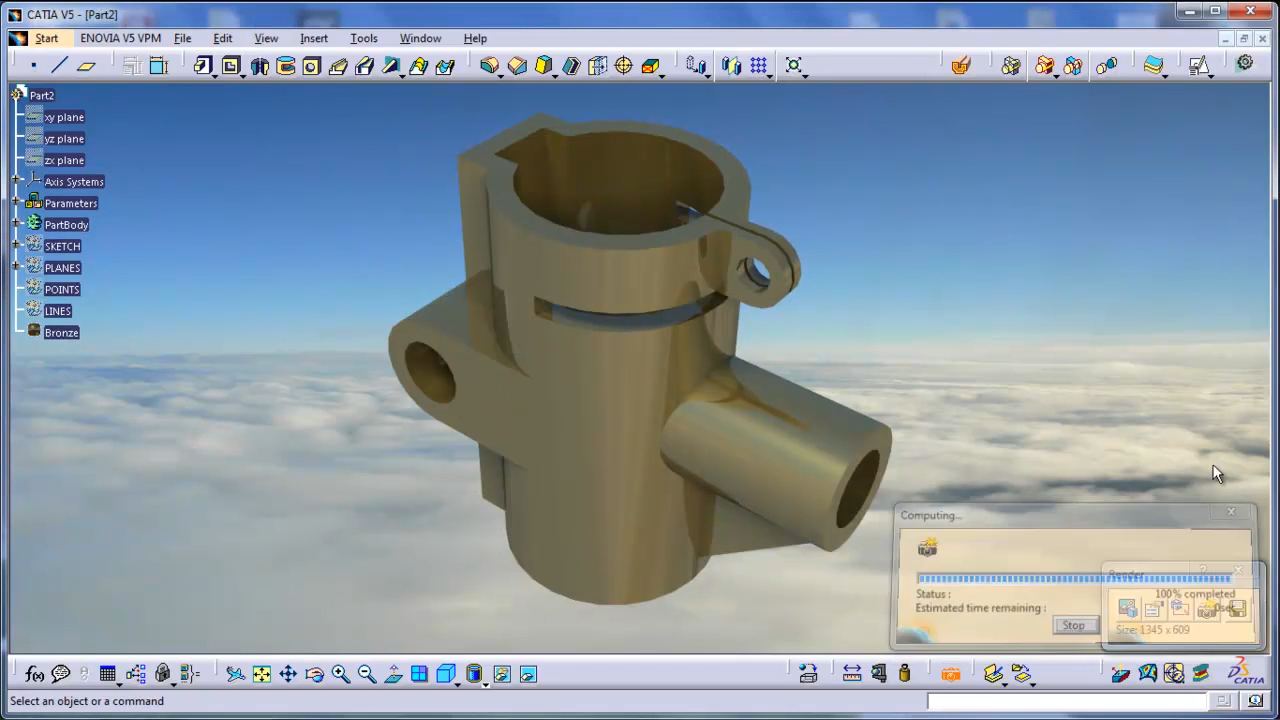 CATIA V5 - [Part2]
Start ENOVIA V5 VPM File Edit View Insert Tools Window Help
Part2
xy plane
yz plane
zx plane
Axis Systems
Parameters
PartBody
SKETCH
PLANES
POINTS
LINES
Bronze
Computing...
Render
Status : 100% completed
Estimated time remaining : 0sec
Stop
Size: 1345 x 609
f(x)
CATIA
Select an object or a command